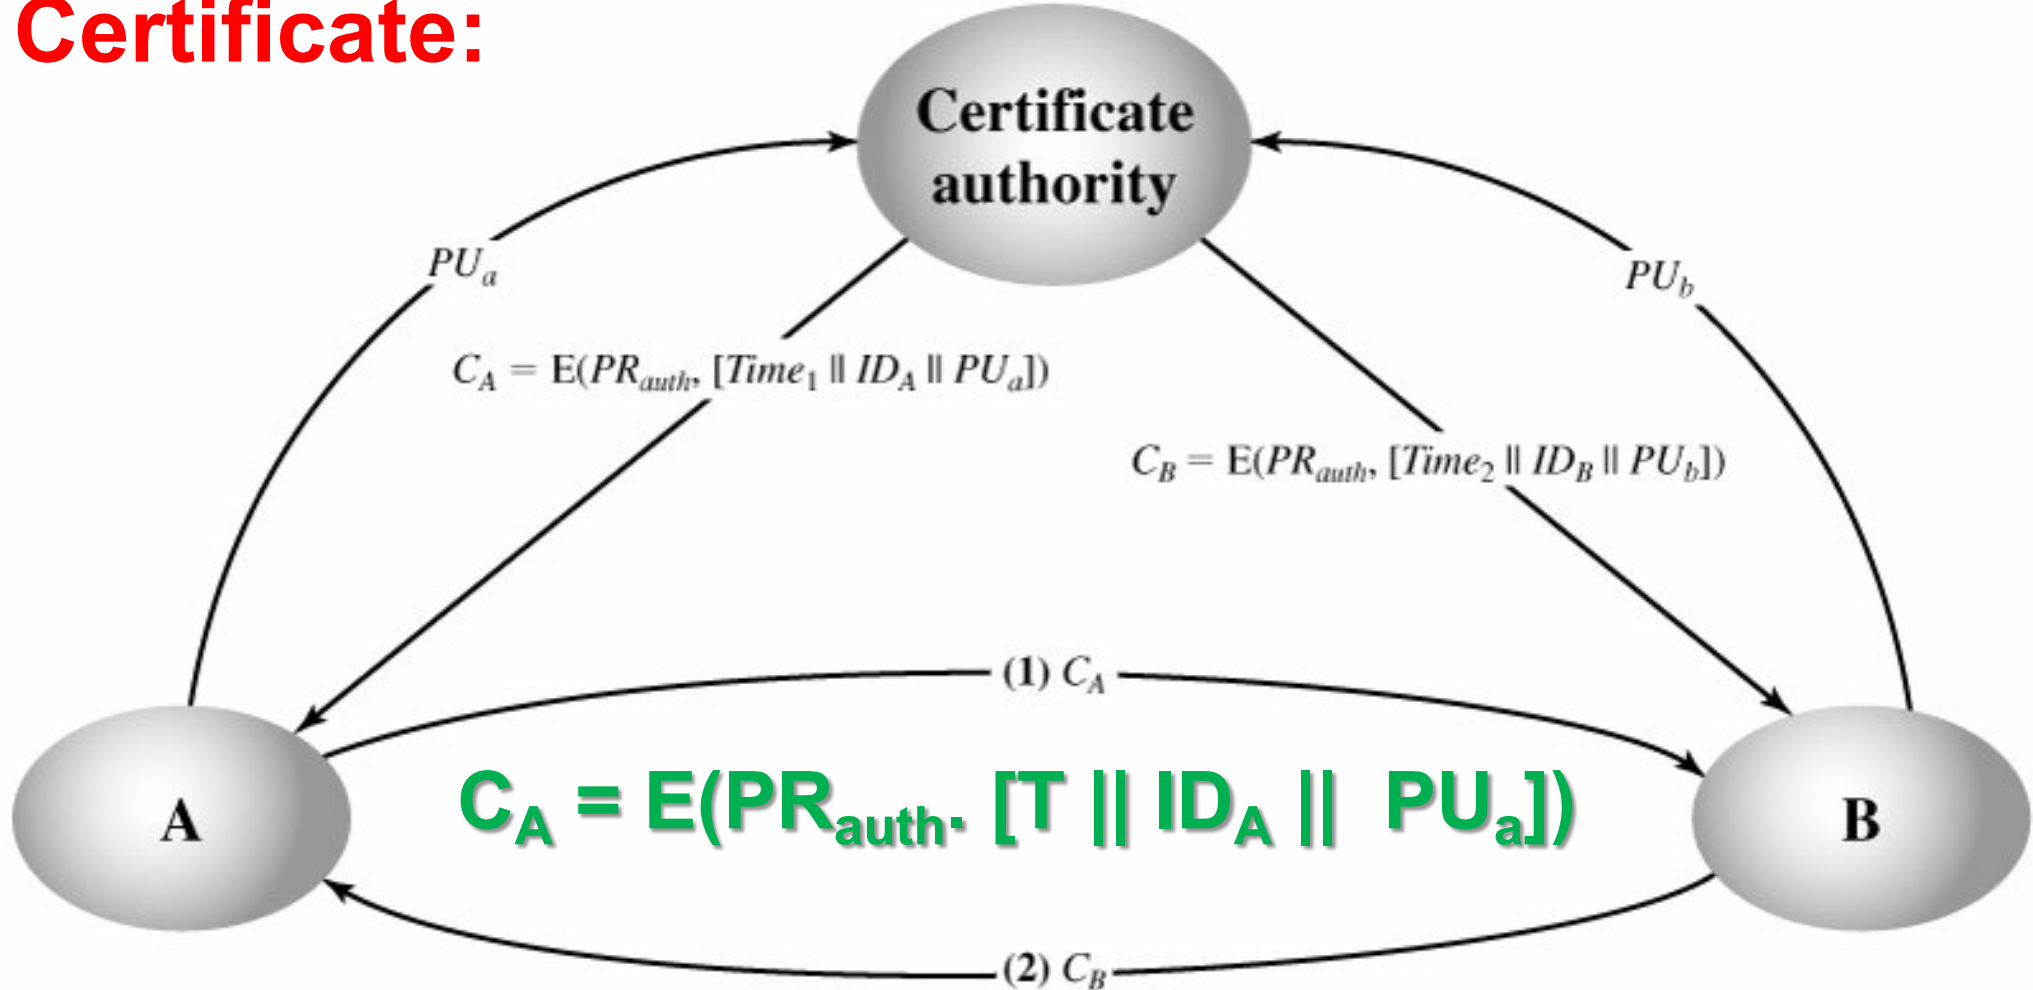 Certificate:
Certificate
authority
PUa
PUb
CA = E(PRauth, [Time1 || IDA || PUa])
CB = E(PRauth, [Time2 || IDB || PUb])
(1) CA
A
CA = E(PRauth. [T || IDA || PUa])
B
(2) CB